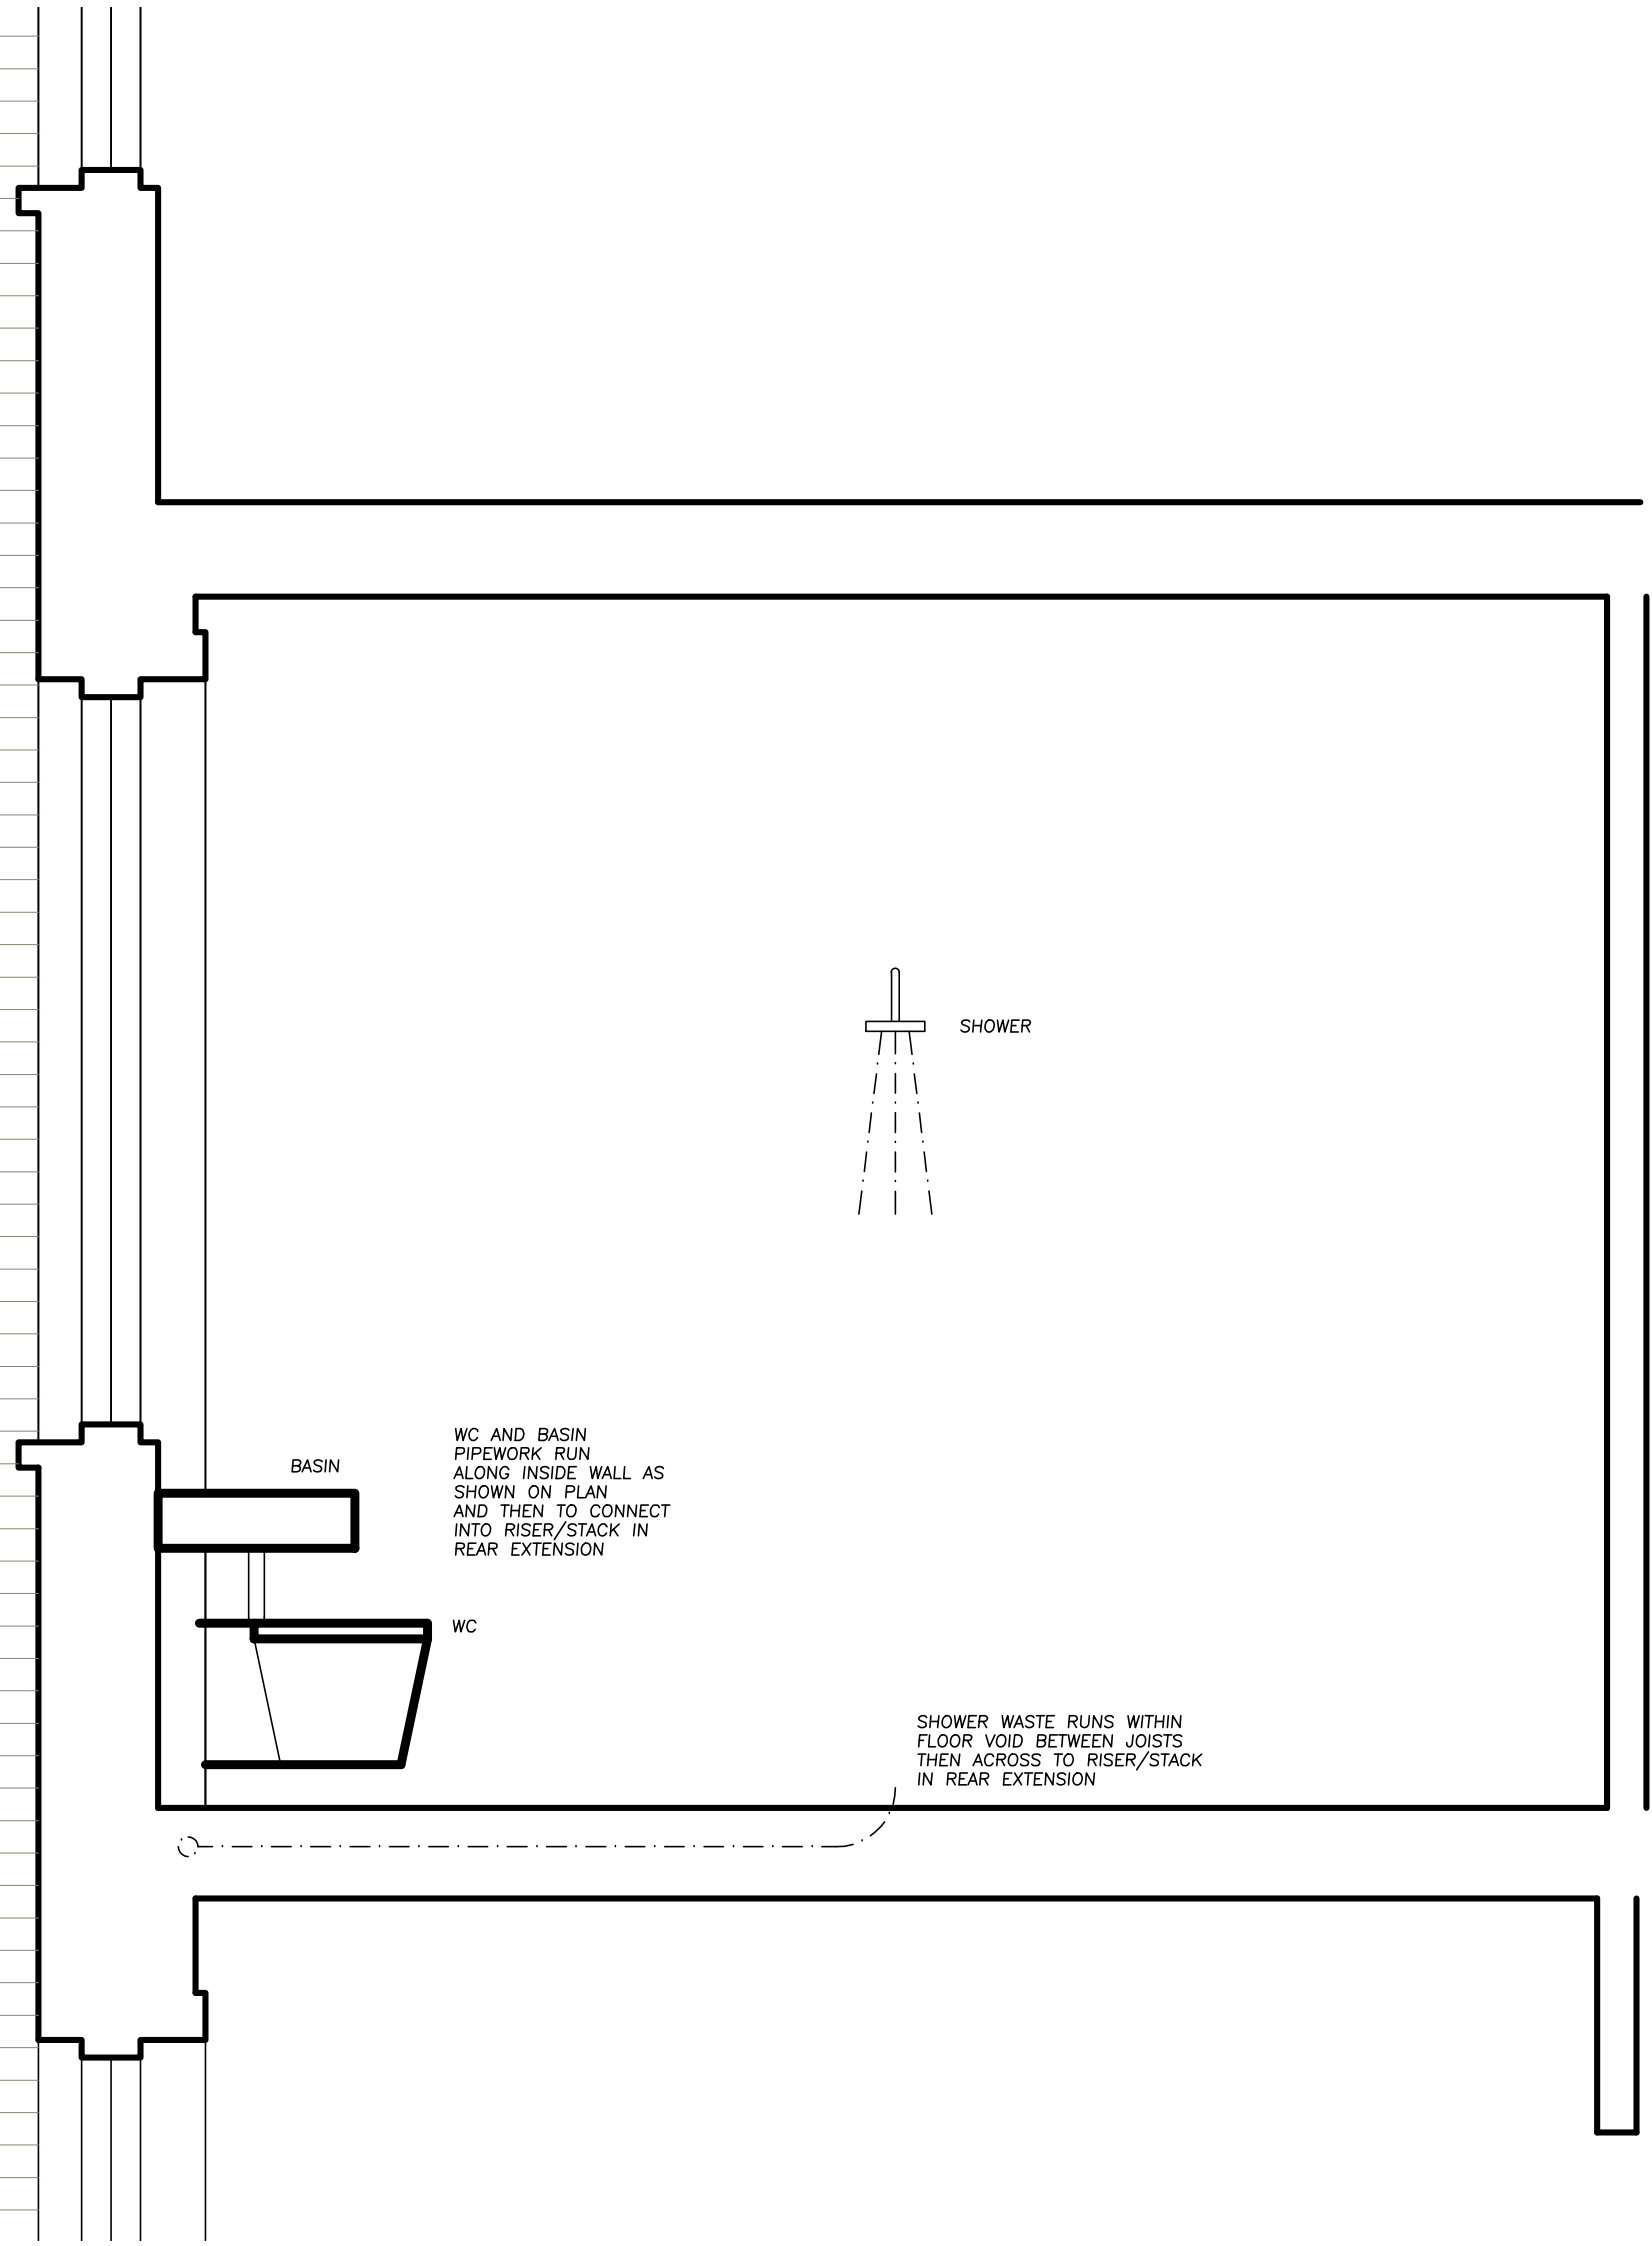 SHOWER
WC AND BASIN
PIPEWORK RUN
ALONG INSIDE WALL AS
SHOWN ON PLAN
AND THEN TO CONNECT
INTO RISER/STACK IN
REAR EXTENSION
BASIN
WC
SHOWER WASTE RUNS WITHIN
FLOOR VOID BETWEEN JOISTS
THEN ACROSS TO RISER/STACK
IN REAR EXTENSION